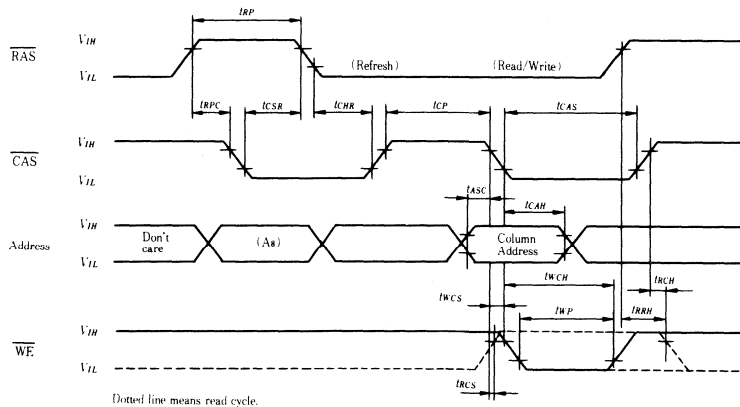 tRP
RAS
VIH
VIL
(Refresh)
(Read/Write)
tRPC
tCSR
tCHR
tCP
tCAS
CAS
VIH
VIL
tASC
tCAH
Address
VIH
VIL
Don't
care
(A8)
Column
Address
tWCH
tRCH
tWCS
tWP
tRRH
WE
VIH
VIL
tRCS
Dotted line means read cycle.